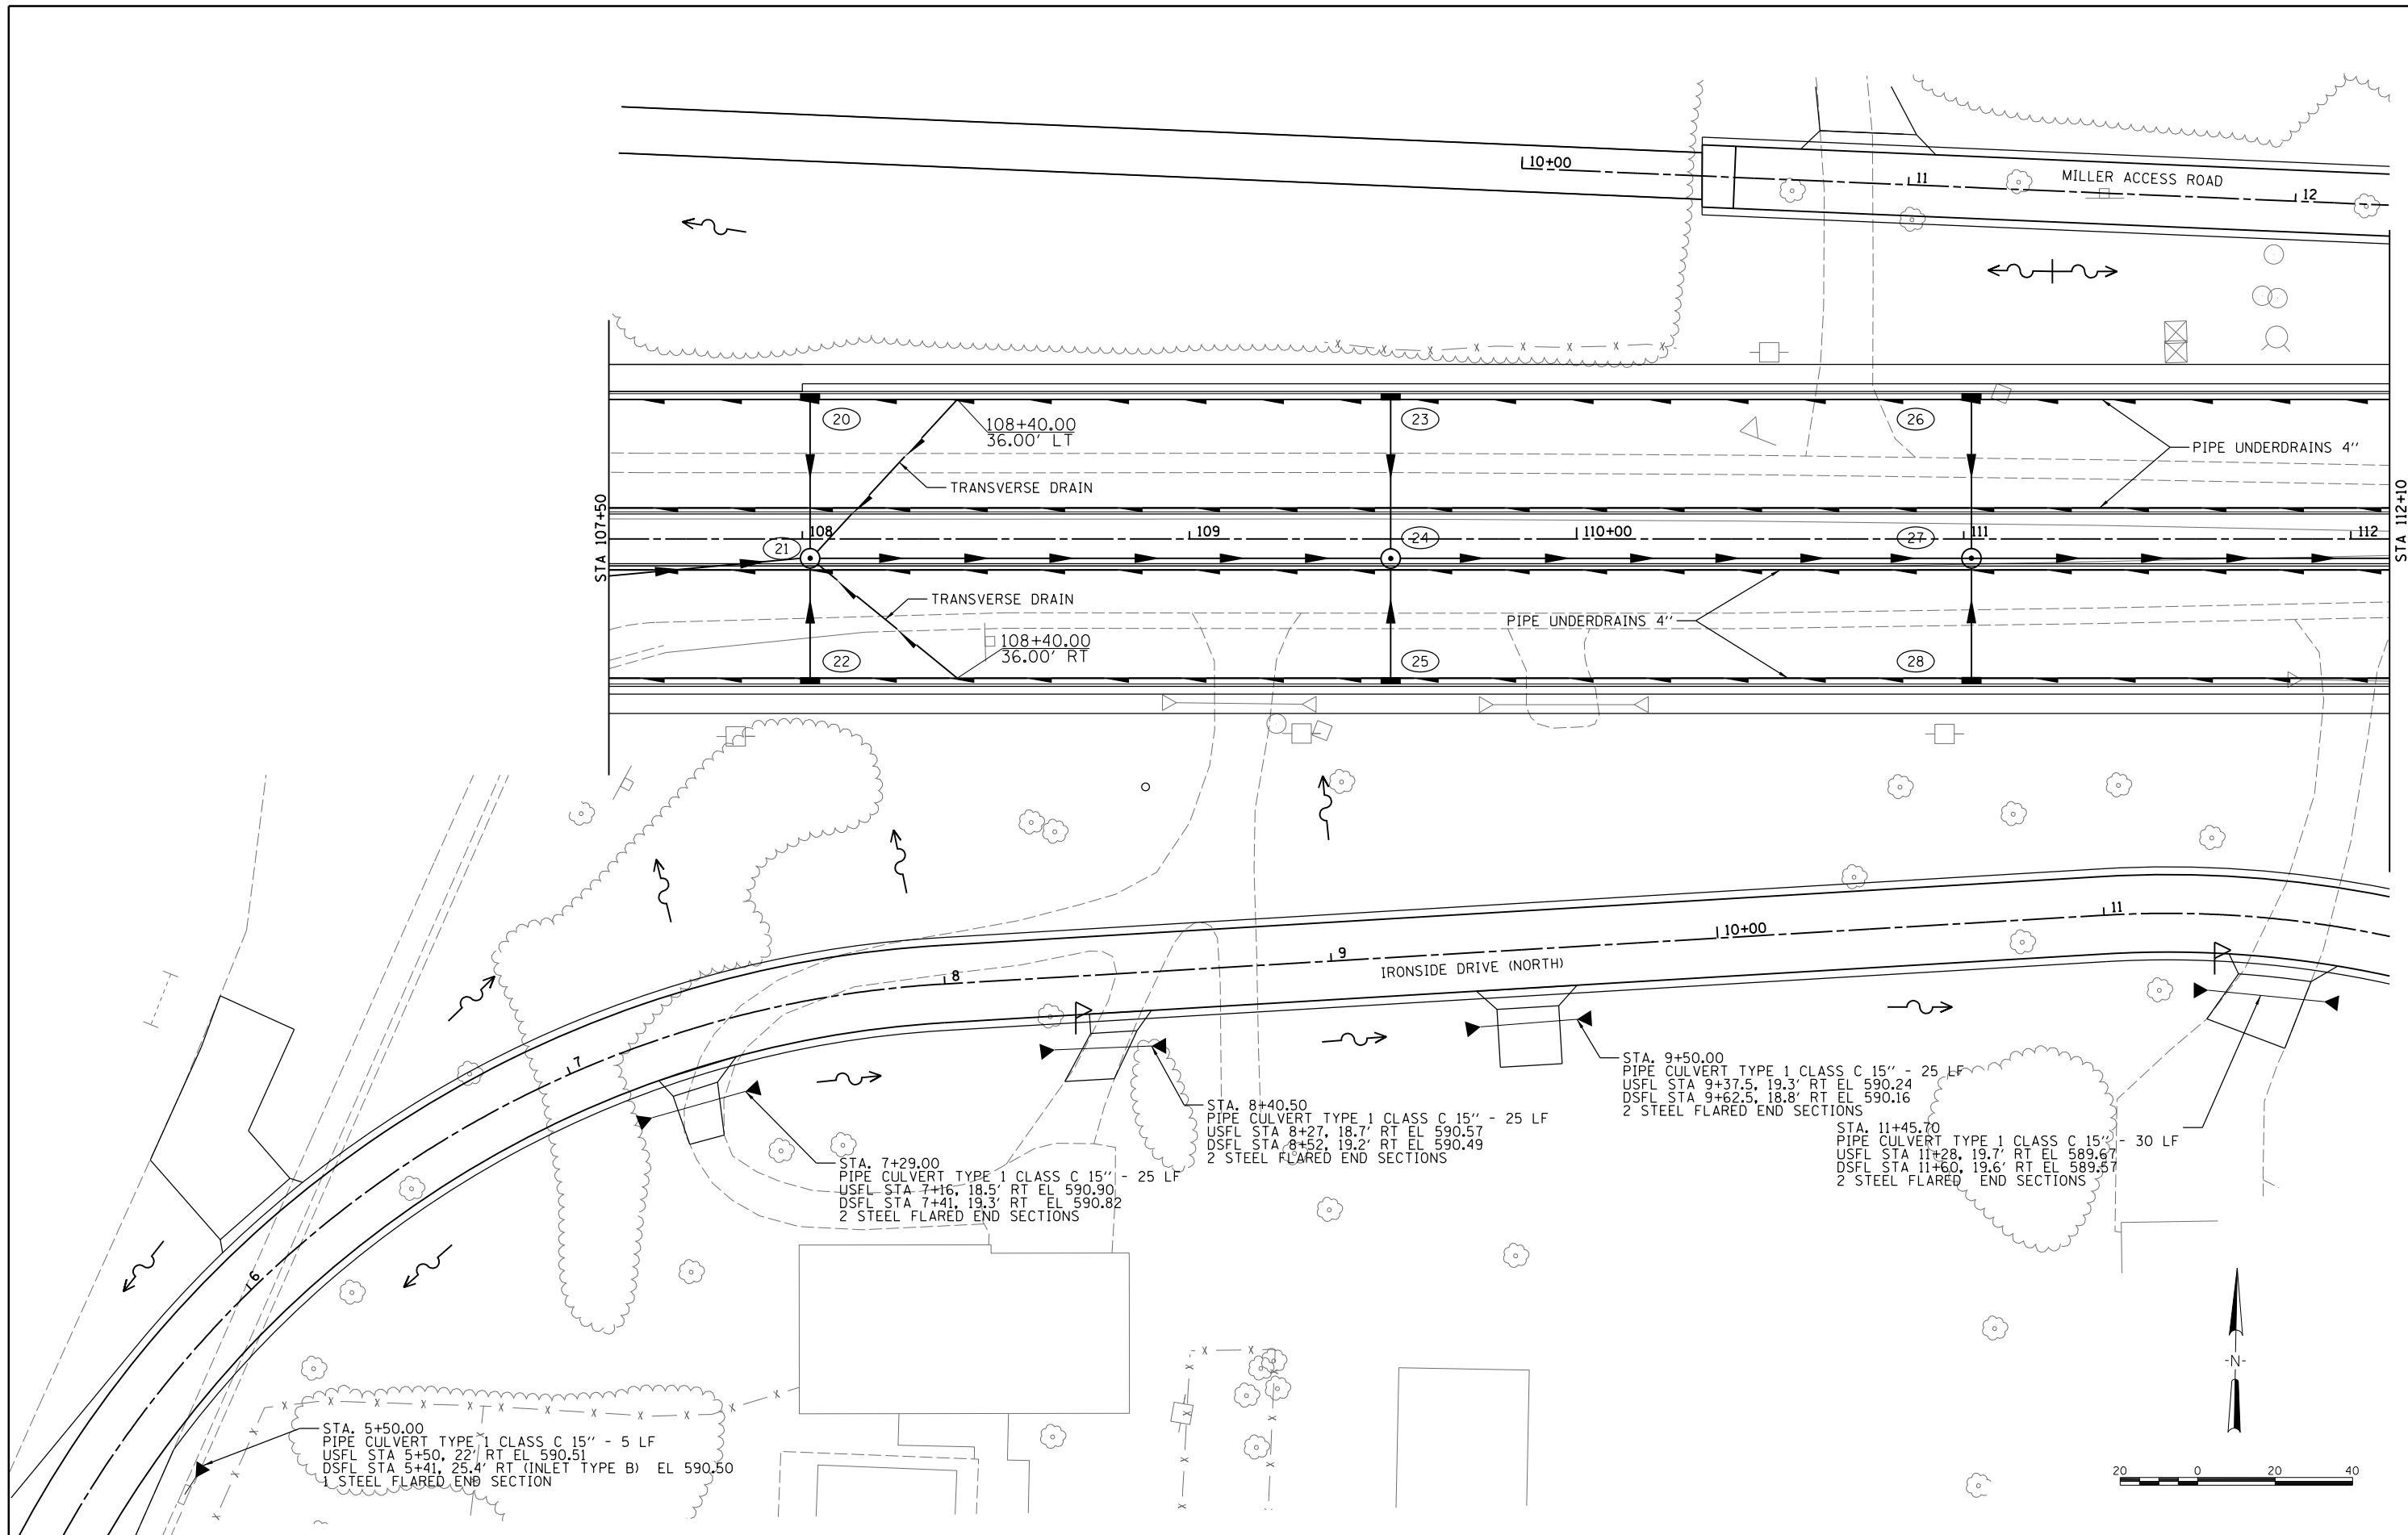 10+00
11
MILLER ACCESS ROAD
12
20
108+40.00
36.00' LT
23
26
PIPE UNDERDRAINS 4''
TRANSVERSE DRAIN
STA 107+50
STA 112+10
21
108
109
24
110+00
27
111
112
TRANSVERSE DRAIN
108+40.00
36.00' RT
PIPE UNDERDRAINS 4''
22
25
28
11
10+00
9
IRONSIDE DRIVE (NORTH)
8
7
6
STA. 9+50.00
PIPE CULVERT TYPE 1 CLASS C 15'' - 25 LF
USFL STA 9+37.5, 19.3' RT EL 590.24
DSFL STA 9+62.5, 19.6' RT EL 590.16
2 STEEL FLARED END SECTIONS
STA. 8+40.50
PIPE CULVERT TYPE 1 CLASS C 15'' - 25 LF
USFL STA 8+27, 18.7' RT EL 590.57
DSFL STA 8+52, 19.2' RT EL 590.49
2 STEEL FLARED END SECTIONS
STA. 11+45.70
PIPE CULVERT TYPE 1 CLASS C 15'' - 30 LF
USFL STA 11+28, 19.7' RT EL 589.67
DSFL STA 11+60, 19.6' RT EL 589.57
2 STEEL FLARED END SECTIONS
STA. 7+29.00
PIPE CULVERT TYPE 1 CLASS C 15'' - 25 LF
USFL STA 7+16, 18.5' RT EL 590.90
DSFL STA 7+41, 19.3' RT EL 590.82
2 STEEL FLARED END SECTIONS
-N-
STA. 5+50.00
PIPE CULVERT TYPE 1 CLASS C 15'' - 5 LF
USFL STA 5+50, 22' RT EL 590.51
DSFL STA 5+41, 25.4' RT (INLET TYPE B) EL 590.50
1 STEEL FLARED END SECTION
20 0 20 40